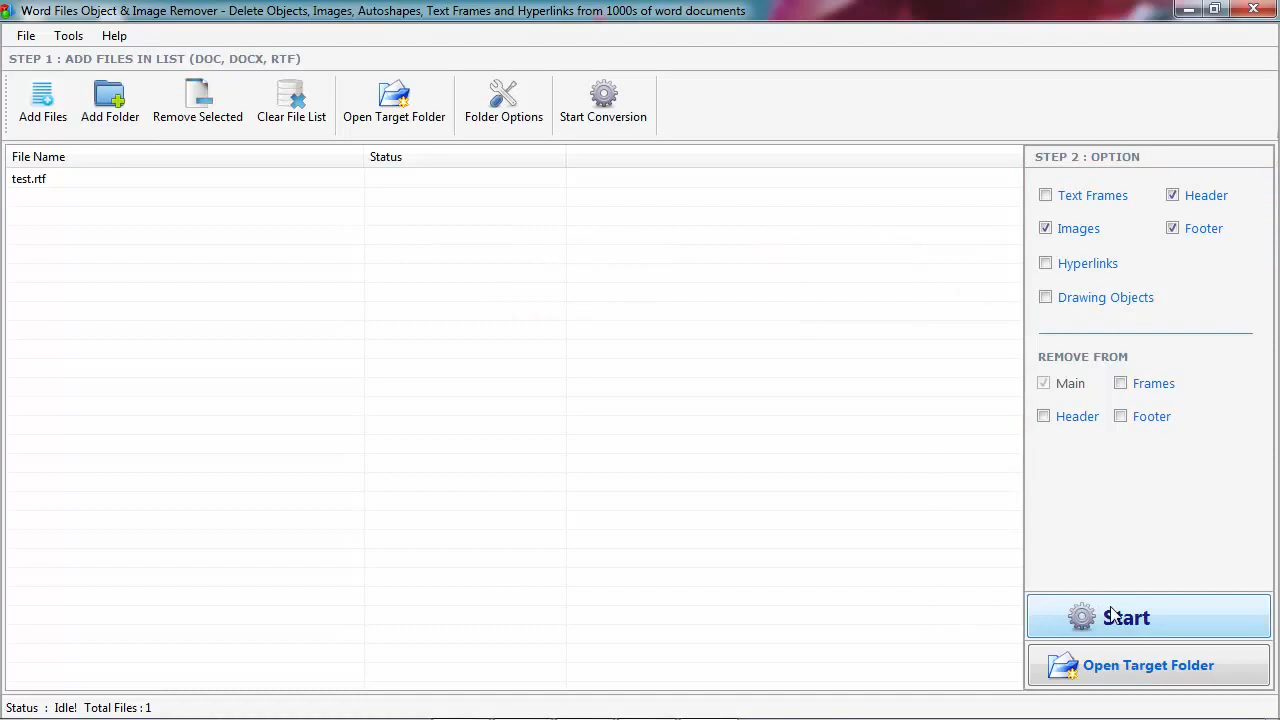 Word Files Object & Image Remover - Delete Objects, Images, Autoshapes, Text Frames and Hyperlinks from 1000s of word documents
File Tools Help
STEP 1 : ADD FILES IN LIST (DOC, DOCX, RTF)
Add Files Add Folder Remove Selected Clear File List Open Target Folder Folder Options Start Conversion
File Name Status
test.rtf
STEP 2 : OPTION
Text Frames Header
Images Footer
Hyperlinks
Drawing Objects
REMOVE FROM
Main Frames
Header Footer
Start
Open Target Folder
Status : Idle! Total Files : 1